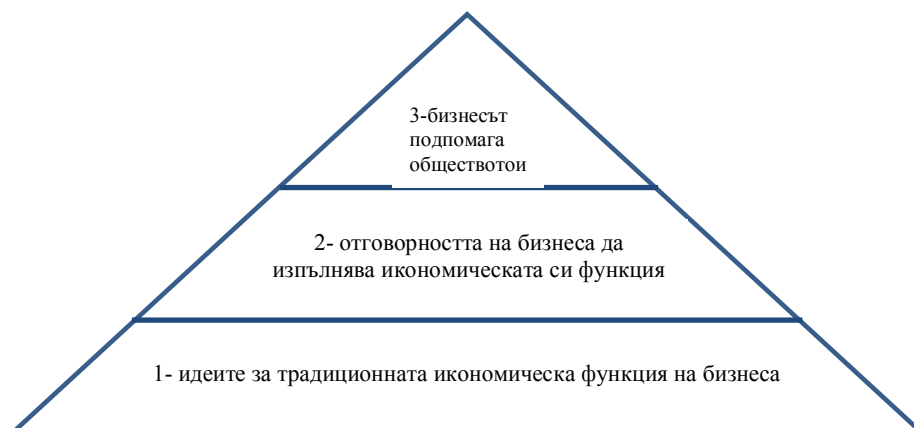 3-бизнесът
подпомага
обществотои
2- отговорността на бизнеса да
изпълнява икономическата си функция
1- идеите за традиционната икономическа функция на бизнеса